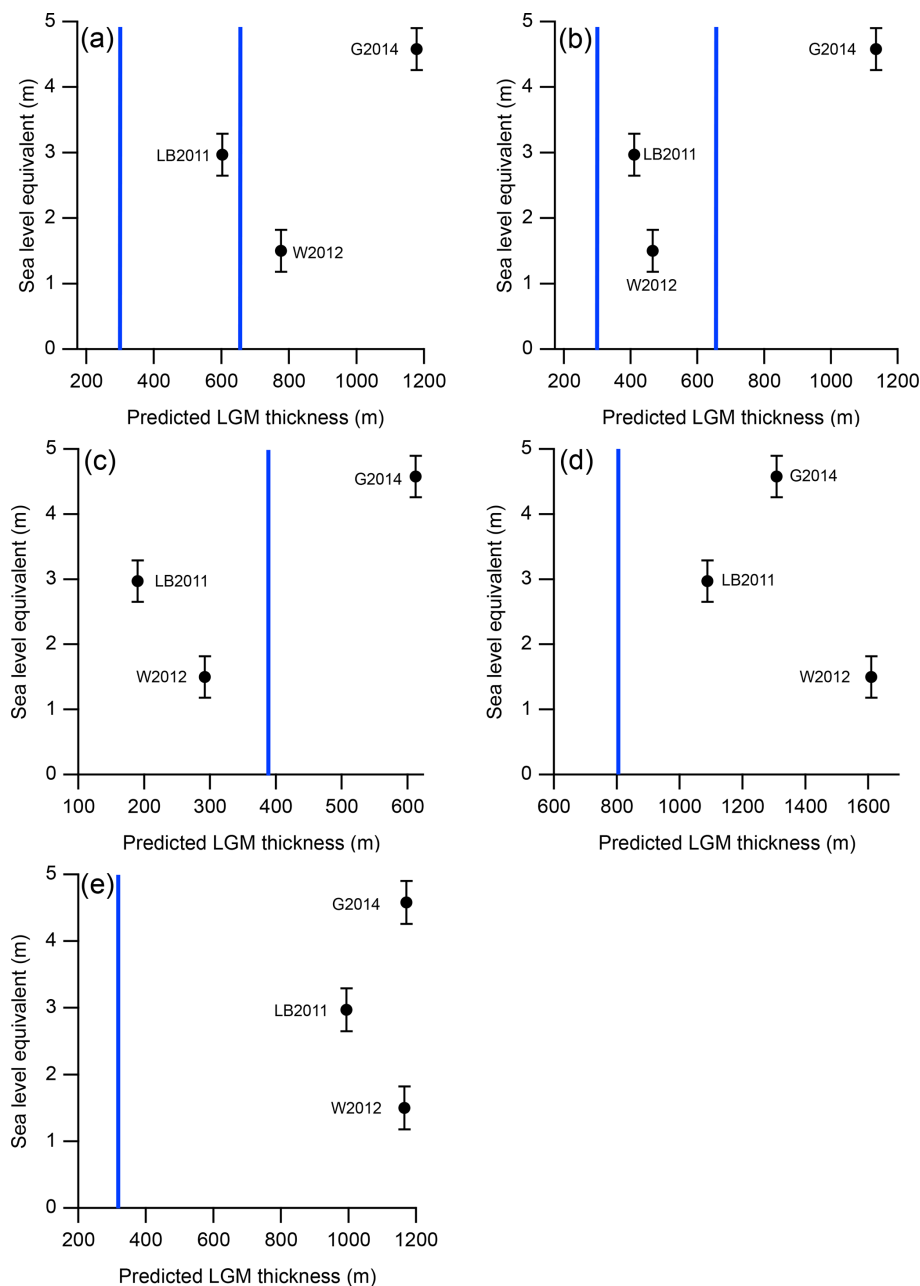 (a)
Sea level equivalent (m)
5
4
3
2
1
0
G2014
LB2011
W2012
200 400 600 800 1000 1200
Predicted LGM thickness (m)
(b)
Sea level equivalent (m)
5
4
3
2
1
0
G2014
LB2011
W2012
200 400 600 800 1000 1200
Predicted LGM thickness (m)
(c)
Sea level equivalent (m)
5
4
3
2
1
0
G2014
LB2011
W2012
100 200 300 400 500 600
Predicted LGM thickness (m)
(d)
Sea level equivalent (m)
5
4
3
2
1
0
G2014
LB2011
W2012
600 800 1000 1200 1400 1600
Predicted LGM thickness (m)
(e)
Sea level equivalent (m)
5
4
3
2
1
0
G2014
LB2011
W2012
200 400 600 800 1000 1200
Predicted LGM thickness (m)